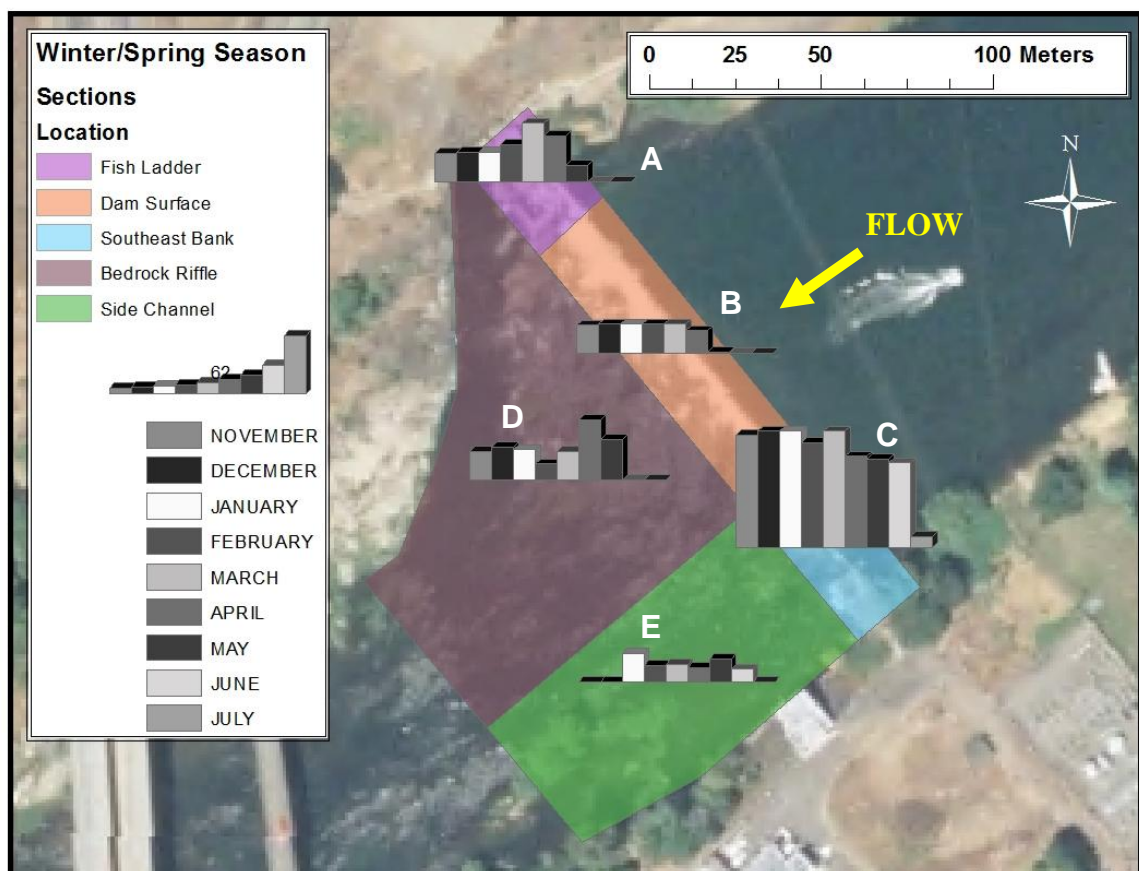 Winter/Spring Season
Sections
Location
Fish Ladder
Dam Surface
Southeast Bank
Bedrock Riffle
Side Channel
62
NOVEMBER
DECEMBER
JANUARY
FEBRUARY
MARCH
APRIL
MAY
JUNE
JULY
0 25 50 100 Meters
N
A
FLOW
B
D
C
E